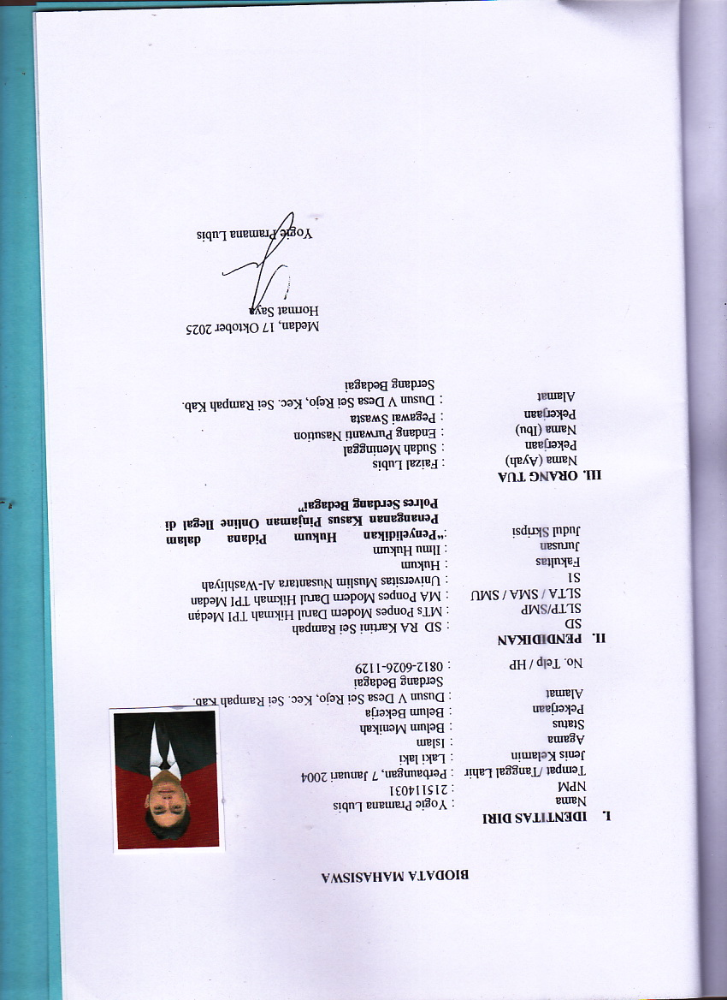 BIODATA MAHASISWA
I. IDENTITAS DIRI
Nama : Yogie Pramana Lubis
NPM : 215114031
Tempat /Tanggal Lahir : Perbaungan, 7 Januari 2004
Jenis Kelamin : Laki laki
Agama : Islam
Status : Belum Menikah
Pekerjaan : Belum Bekerja
Alamat : Dusun V Desa Sei Rejo, Kec. Sei Rampah Kab.
Serdang Bedagai
No. Telp / HP : 0812-6026-1129
II. PENDIDIKAN
SD : SD RA Kartini Sei Rampah
SLTP/SMP : MTs Ponpes Modern Darul Hikmah TPI Medan
SLTA / SMA / SMU : MA Ponpes Modern Darul Hikmah TPI Medan
S1 : Universitas Muslim Nusantara Al-Washliyah
Fakultas : Hukum
Jurusan : Ilmu Hukum
Judul Skripsi :“Penyelidikan Hukum Pidana dalam
Penanganan Kasus Pinjaman Online Ilegal di
Polres Serdang Bedagai”
III. ORANG TUA
Nama (Ayah) : Faizal Lubis
Pekerjaan : Sudah Meninggal
Nama (Ibu) : Endang Purwanti Nasution
Pekerjaan : Pegawai Swasta
Alamat : Dusun V Desa Sei Rejo, Kec. Sei Rampah Kab.
Serdang Bedagai
Medan, 17 Oktober 2025
Hormat Saya
Yogie Pramana Lubis